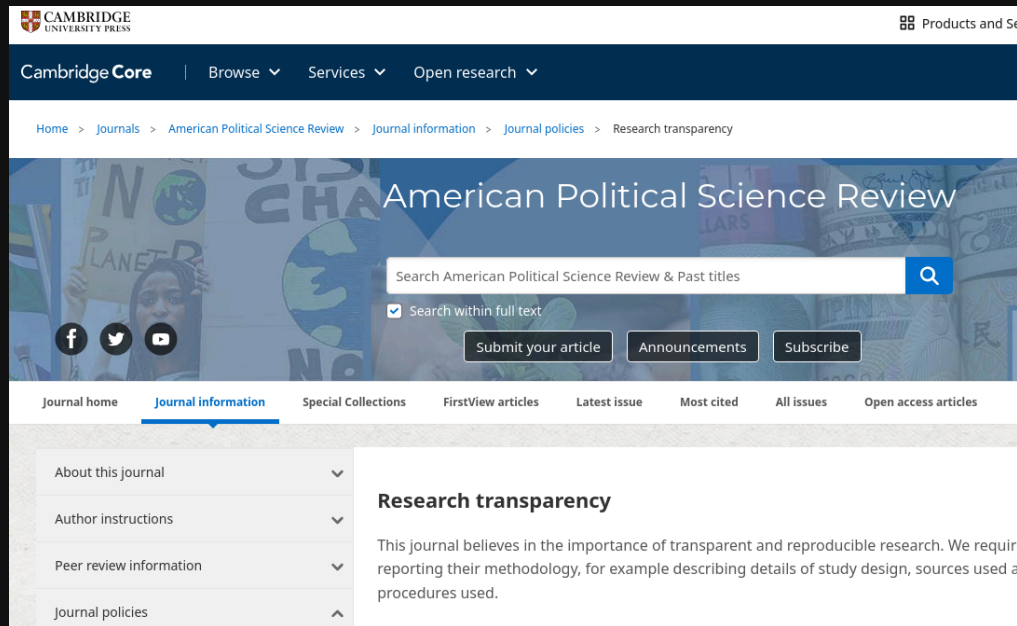 CAMBRIDGE
UNIVERSITY PRESS
Products and Se
Cambridge Core
Browse
Services
Open research
Home > Journals > American Political Science Review > Journal information > Journal policies > Research transparency
NO
PLANET
CHA
NO
American Political Science Review
Search American Political Science Review & Past titles
Search within full text
Submit your article
Announcements
Subscribe
Journal home
Journal information
Special Collections
FirstView articles
Latest issue
Most cited
All issues
Open access articles
About this journal
Author instructions
Peer review information
Journal policies
Research transparency
This journal believes in the importance of transparent and reproducible research. We requir
reporting their methodology, for example describing details of study design, sources used a
procedures used.